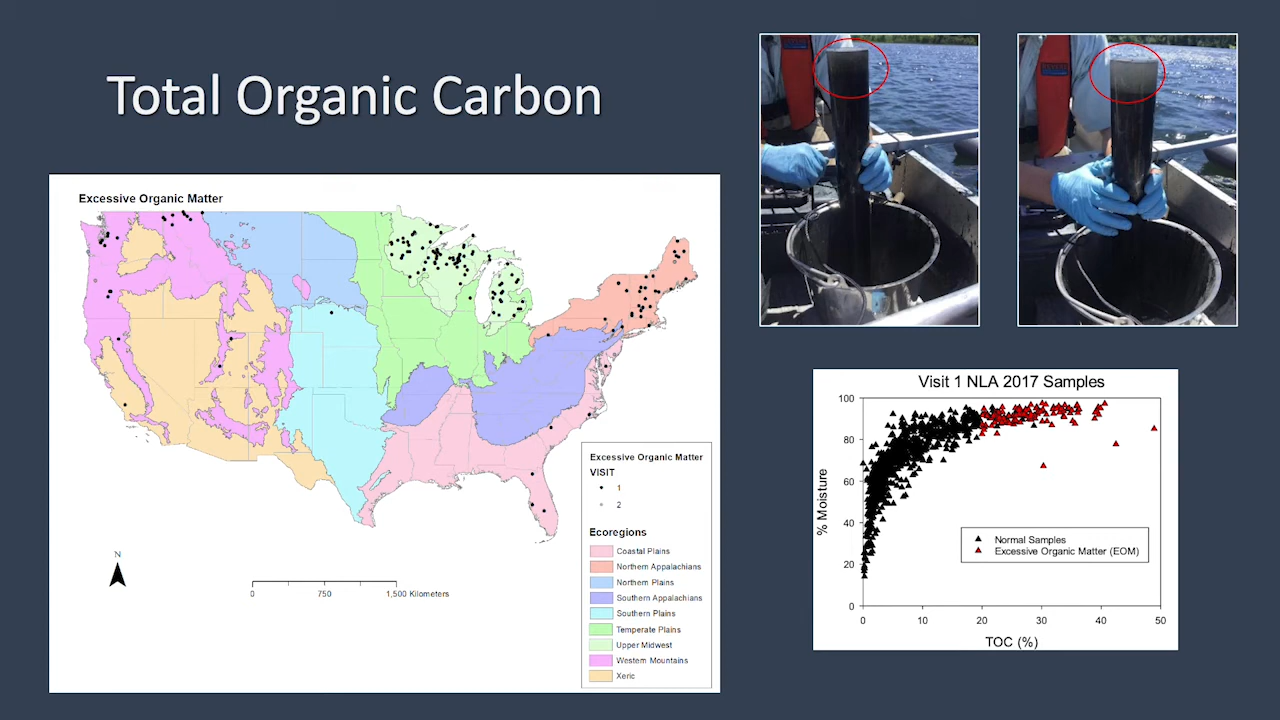 Total Organic Carbon
Excessive Organic Matter
Excessive Organic Matter
VISIT
1
2
Ecoregions
Coastal Plains
Northern Appalachians
Northern Plains
Southern Appalachians
Southern Plains
Temperate Plains
Upper Midwest
Western Mountains
Xeric
N
0 750 1,500 Kilometers
Visit 1 NLA 2017 Samples
% Moisture
100
80
60
40
20
0
Normal Samples
Excessive Organic Matter (EOM)
0 10 20 30 40 50
TOC (%)